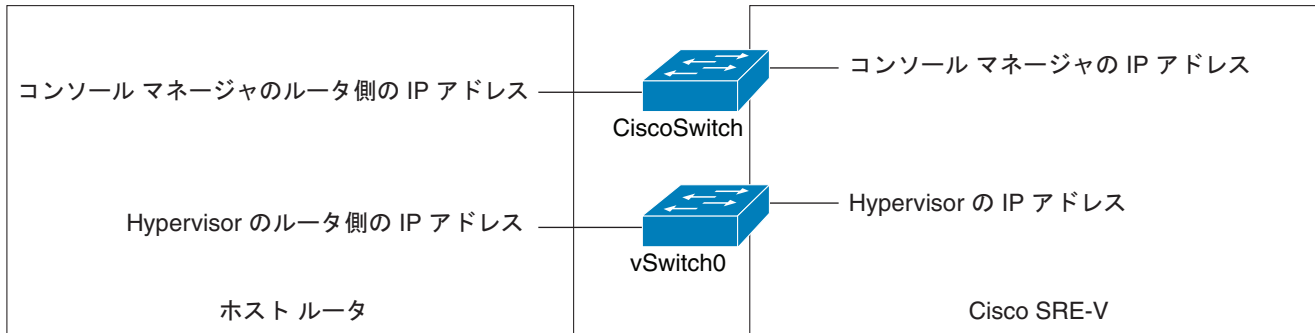 コンソール マネージャのルータ側の IP アドレス
コンソール マネージャの IP アドレス
CiscoSwitch
Hypervisor のルータ側の IP アドレス
Hypervisor の IP アドレス
vSwitch0
ホスト ルータ
Cisco SRE-V